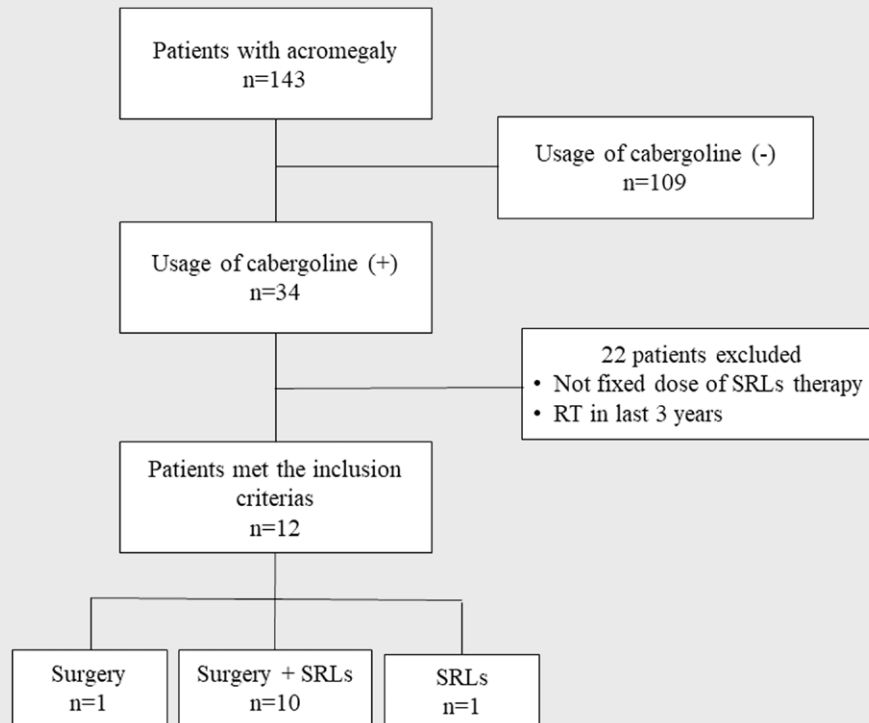 Patients with acromegaly
n=143
Usage of cabergoline (-)
n=109
Usage of cabergoline (+)
n=34
22 patients excluded
• Not fixed dose of SRLs therapy
• RT in last 3 years
Patients met the inclusion
criterias
n=12
Surgery
n=1
Surgery + SRLs
n=10
SRLs
n=1